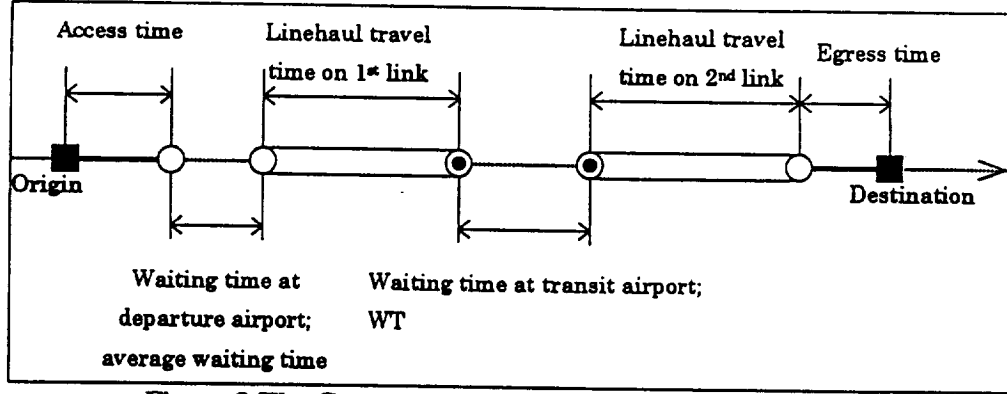 Access time
Linehaul travel
time on 1st link
Linehaul travel
time on 2nd link
Egress time
Origin
Destination
Waiting time at
departure airport;
average waiting time
Waiting time at transit airport;
WT